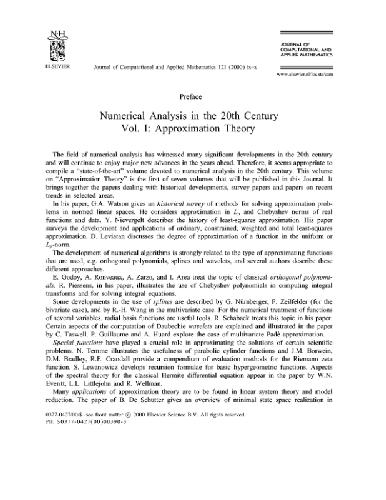 N·H
ELSEVIER
Journal of Computational and Applied Mathematics 121 (2000) ix–x
JOURNAL OF
COMPUTATIONAL AND
APPLIED MATHEMATICS
www.elsevier.nl/locate/cam
Preface
Numerical Analysis in the 20th Century
Vol. I: Approximation Theory
The field of numerical analysis has witnessed many significant developments in the 20th century
and will continue to enjoy major new advances in the years ahead. Therefore, it seems appropriate to
compile a "state-of-the-art" volume devoted to numerical analysis in the 20th century. This volume
on "Approximation Theory" is the first of seven volumes that will be published in this Journal. It
brings together the papers dealing with historical developments, survey papers and papers on recent
trends in selected areas.
In his paper, G.A. Watson gives an historical survey of methods for solving approximation prob-
lems in normed linear spaces. He considers approximation in Lp and Chebyshev norms of real
functions and data. Y. Nievergelt describes the history of least-squares approximation. His paper
surveys the development and applications of ordinary, constrained, weighted and total least-squares
approximation. D. Leviatan discusses the degree of approximation of a function in the uniform or
Lp-norm.
The development of numerical algorithms is strongly related to the type of approximating functions
that are used, e.g. orthogonal polynomials, splines and wavelets, and several authors describe these
different approaches.
E. Godoy, A. Ronveaux, A. Zarzo, and I. Area treat the topic of classical orthogonal polynomi-
als. R. Piessens, in his paper, illustrates the use of Chebyshev polynomials in computing integral
transforms and for solving integral equations.
Some developments in the use of splines are described by G. Nürnberger, F. Zeilfelder (for the
bivariate case), and by R.-H. Wang in the multivariate case. For the numerical treatment of functions
of several variables, radial basis functions are useful tools. R. Schaback treats this topic in his paper.
Certain aspects of the computation of Daubechie wavelets are explained and illustrated in the paper
by C. Taswell. P. Guillaume and A. Huard explore the case of multivariate Padé approximation.
Special functions have played a crucial role in approximating the solutions of certain scientific
problems. N. Temme illustrates the usefulness of parabolic cylinder functions and J.M. Borwein,
D.M. Bradley, R.E. Crandall provide a compendium of evaluation methods for the Riemann zeta
function. S. Lewanowicz develops recursion formulae for basic hypergeometric functions. Aspects
of the spectral theory for the classical Hermite differential equation appear in the paper by W.N.
Everitt, L.L. Littlejohn and R. Wellman.
Many applications of approximation theory are to be found in linear system theory and model
reduction. The paper of B. De Schutter gives an overview of minimal state space realization in
0377-0427/00/$ - see front matter © 2000 Elsevier Science B.V. All rights reserved.